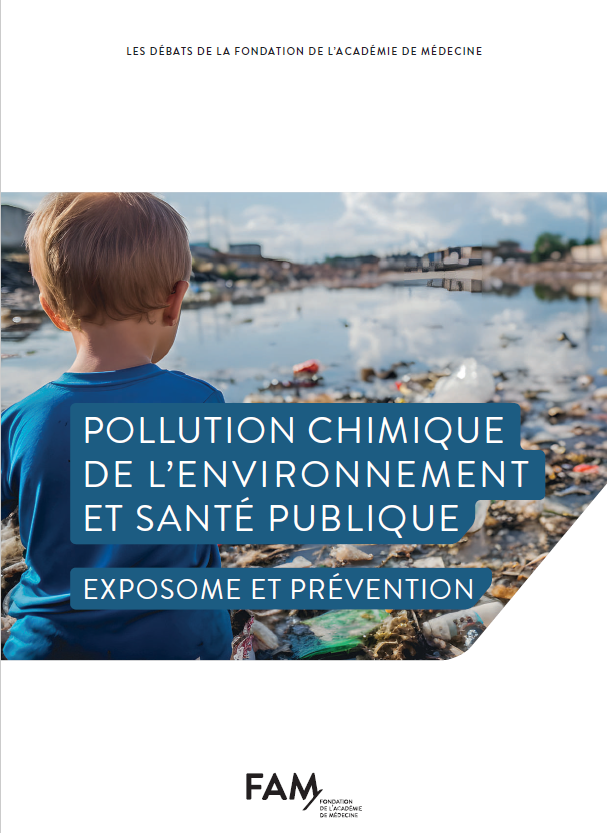 LES DÉBATS DE LA FONDATION DE L'ACADÉMIE DE MÉDECINE
POLLUTION CHIMIQUE
DE L'ENVIRONNEMENT
ET SANTÉ PUBLIQUE
EXPOSOME ET PRÉVENTION
FAM
FONDATION
DE L'ACADÉMIE
DE MÉDECINE